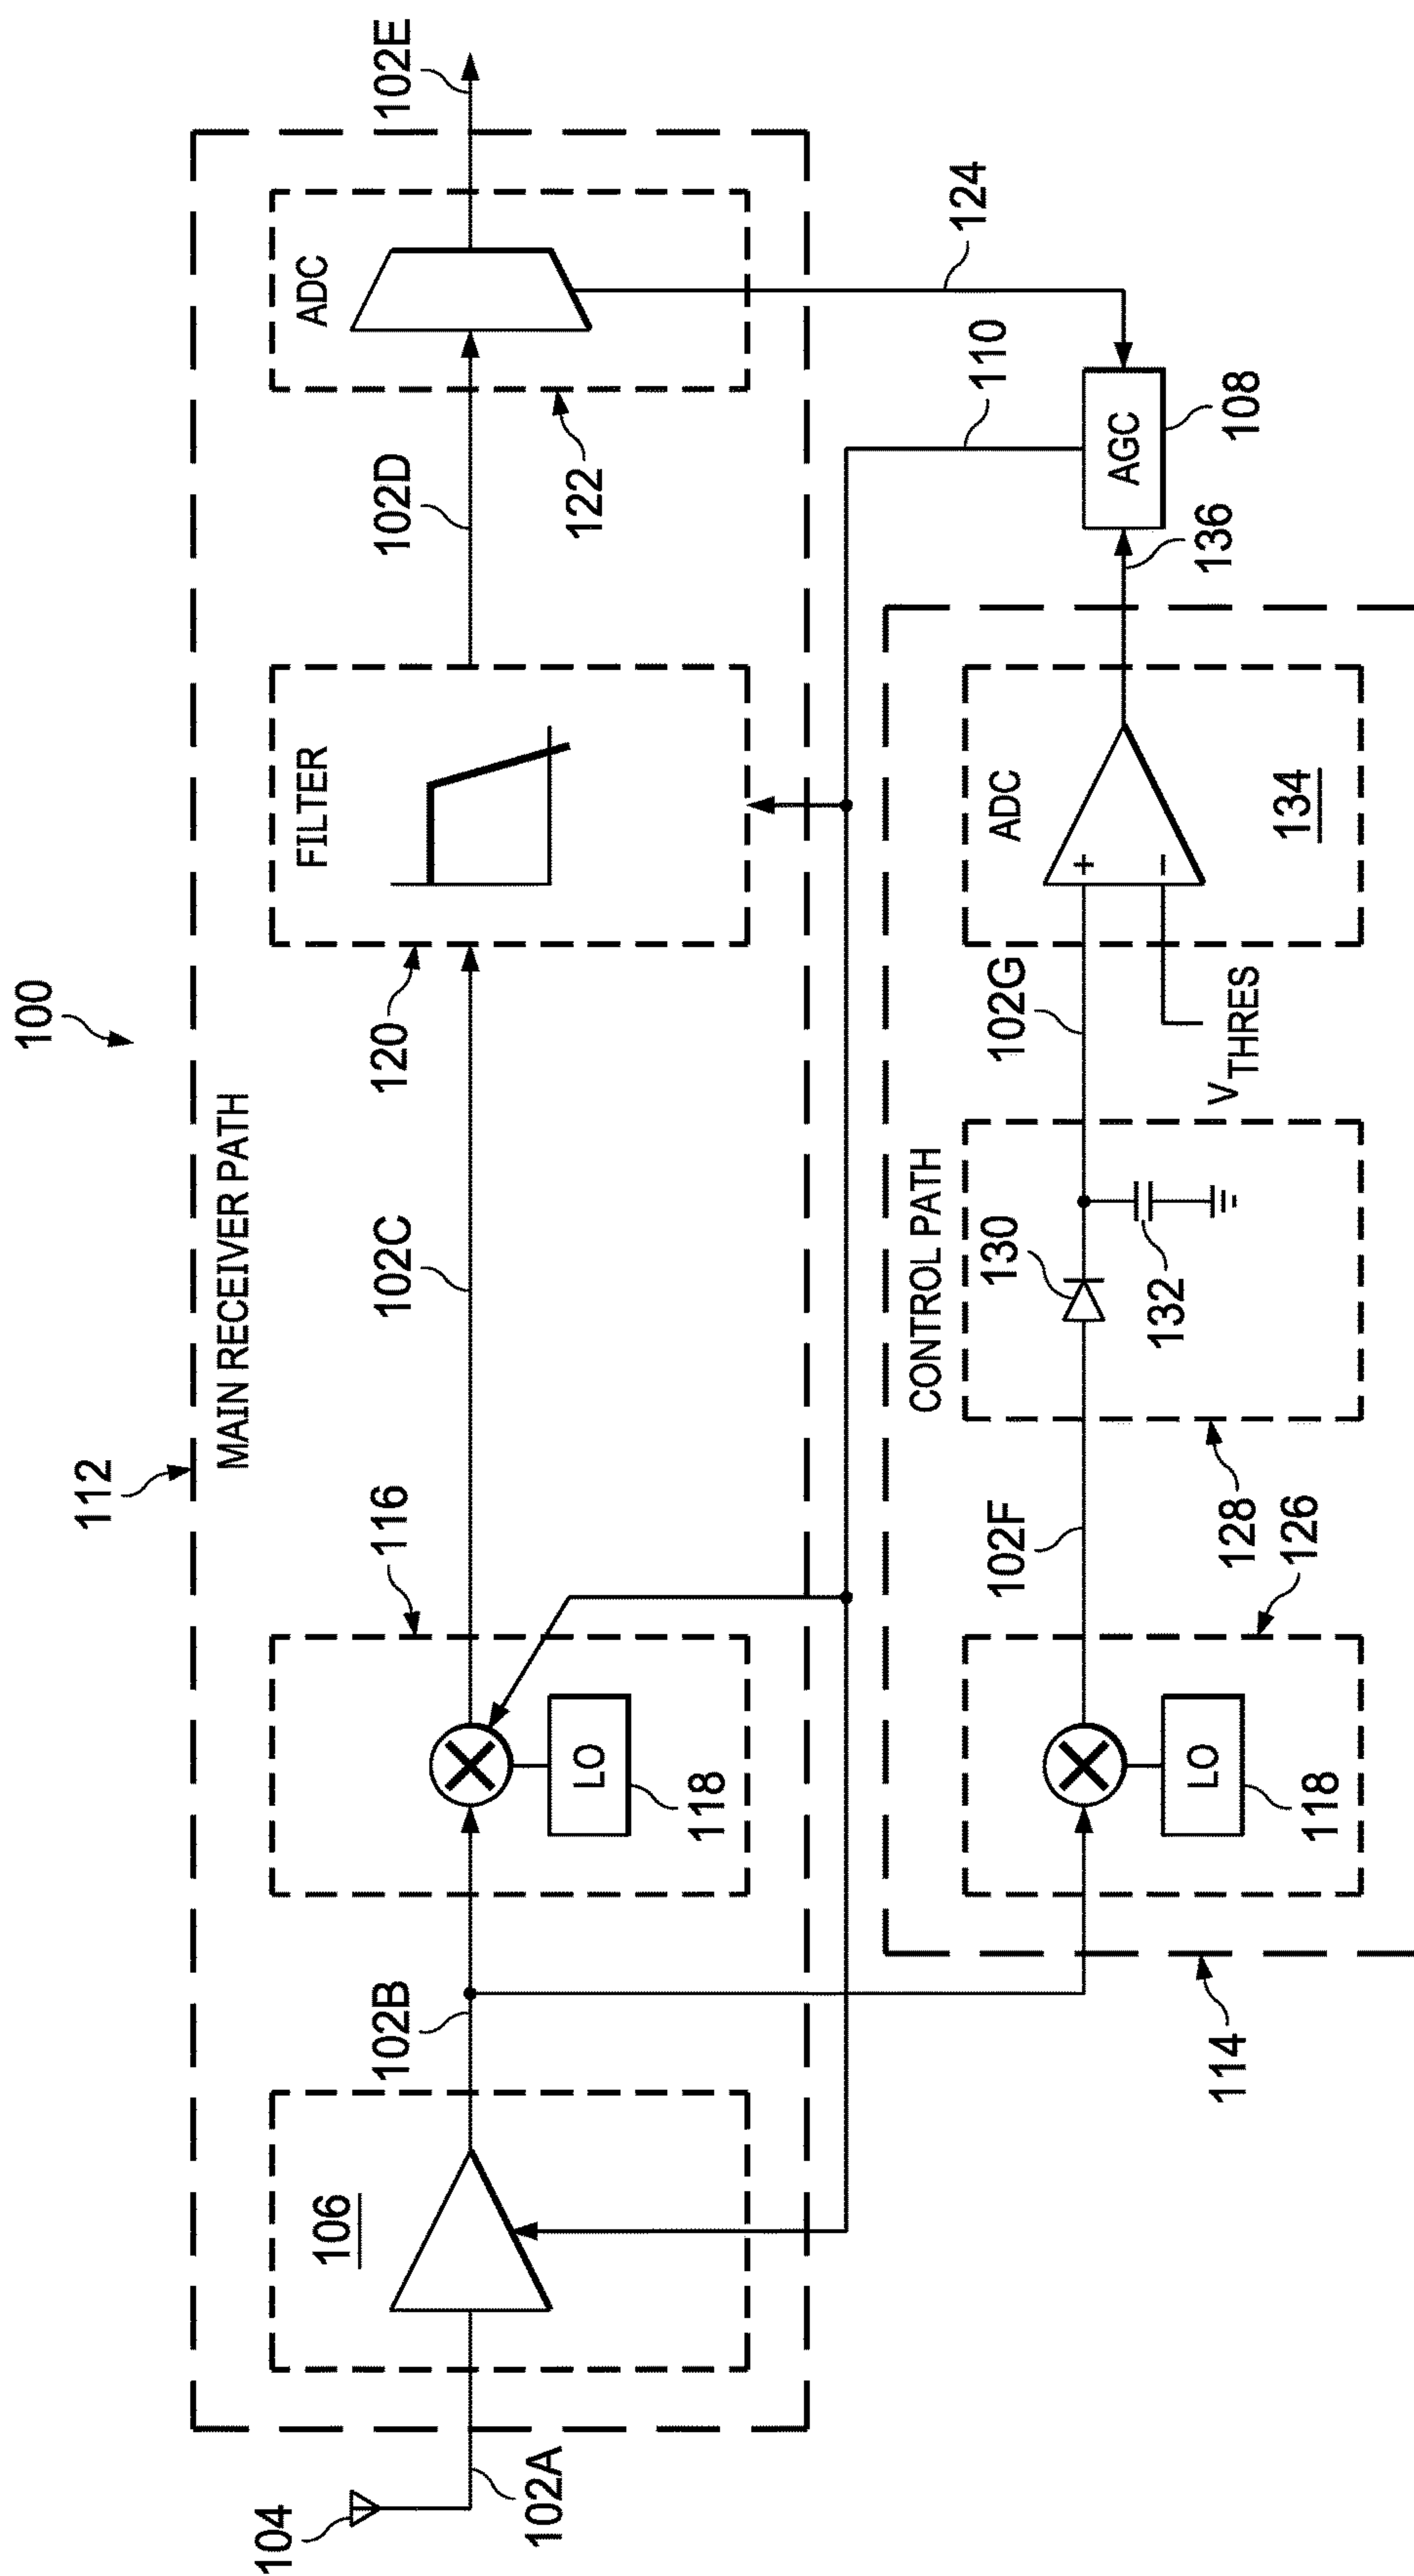 100
112
MAIN RECEIVER PATH
104
102A
106
102B
116
LO
118
102C
120
FILTER
102D
122
ADC
102E
124
110
AGC
108
136
114
CONTROL PATH
126
LO
118
102F
128
130
132
102G
VTHRES
ADC
+
−
134